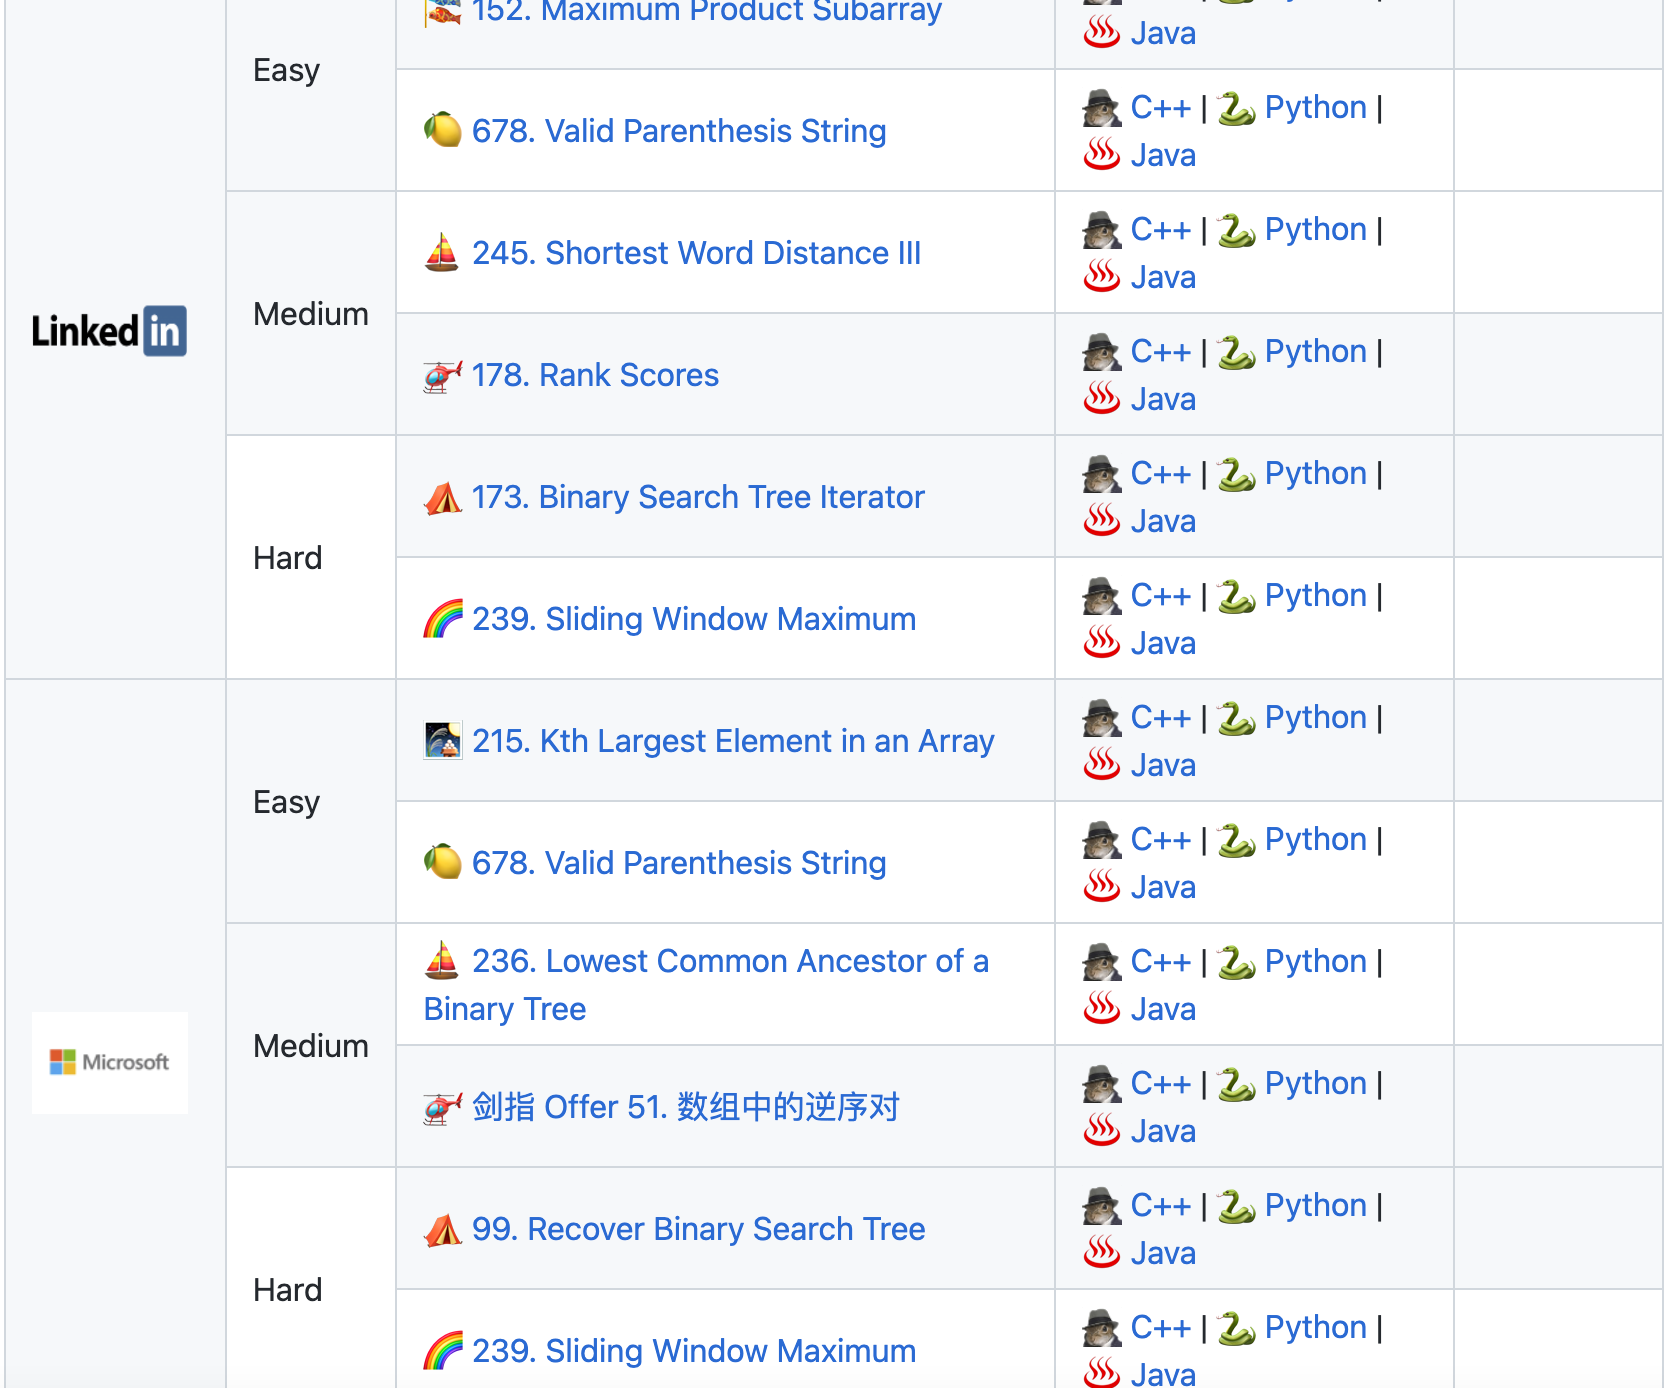 152. Maximum Product Subarray
Java
Easy
678. Valid Parenthesis String
C++ | Python |
Java
Linked in
Medium
245. Shortest Word Distance III
C++ | Python |
Java
178. Rank Scores
C++ | Python |
Java
Hard
173. Binary Search Tree Iterator
C++ | Python |
Java
239. Sliding Window Maximum
C++ | Python |
Java
Microsoft
Easy
215. Kth Largest Element in an Array
C++ | Python |
Java
678. Valid Parenthesis String
C++ | Python |
Java
Medium
236. Lowest Common Ancestor of a
Binary Tree
C++ | Python |
Java
剑指 Offer 51. 数组中的逆序对
C++ | Python |
Java
Hard
99. Recover Binary Search Tree
C++ | Python |
Java
239. Sliding Window Maximum
C++ | Python |
Java